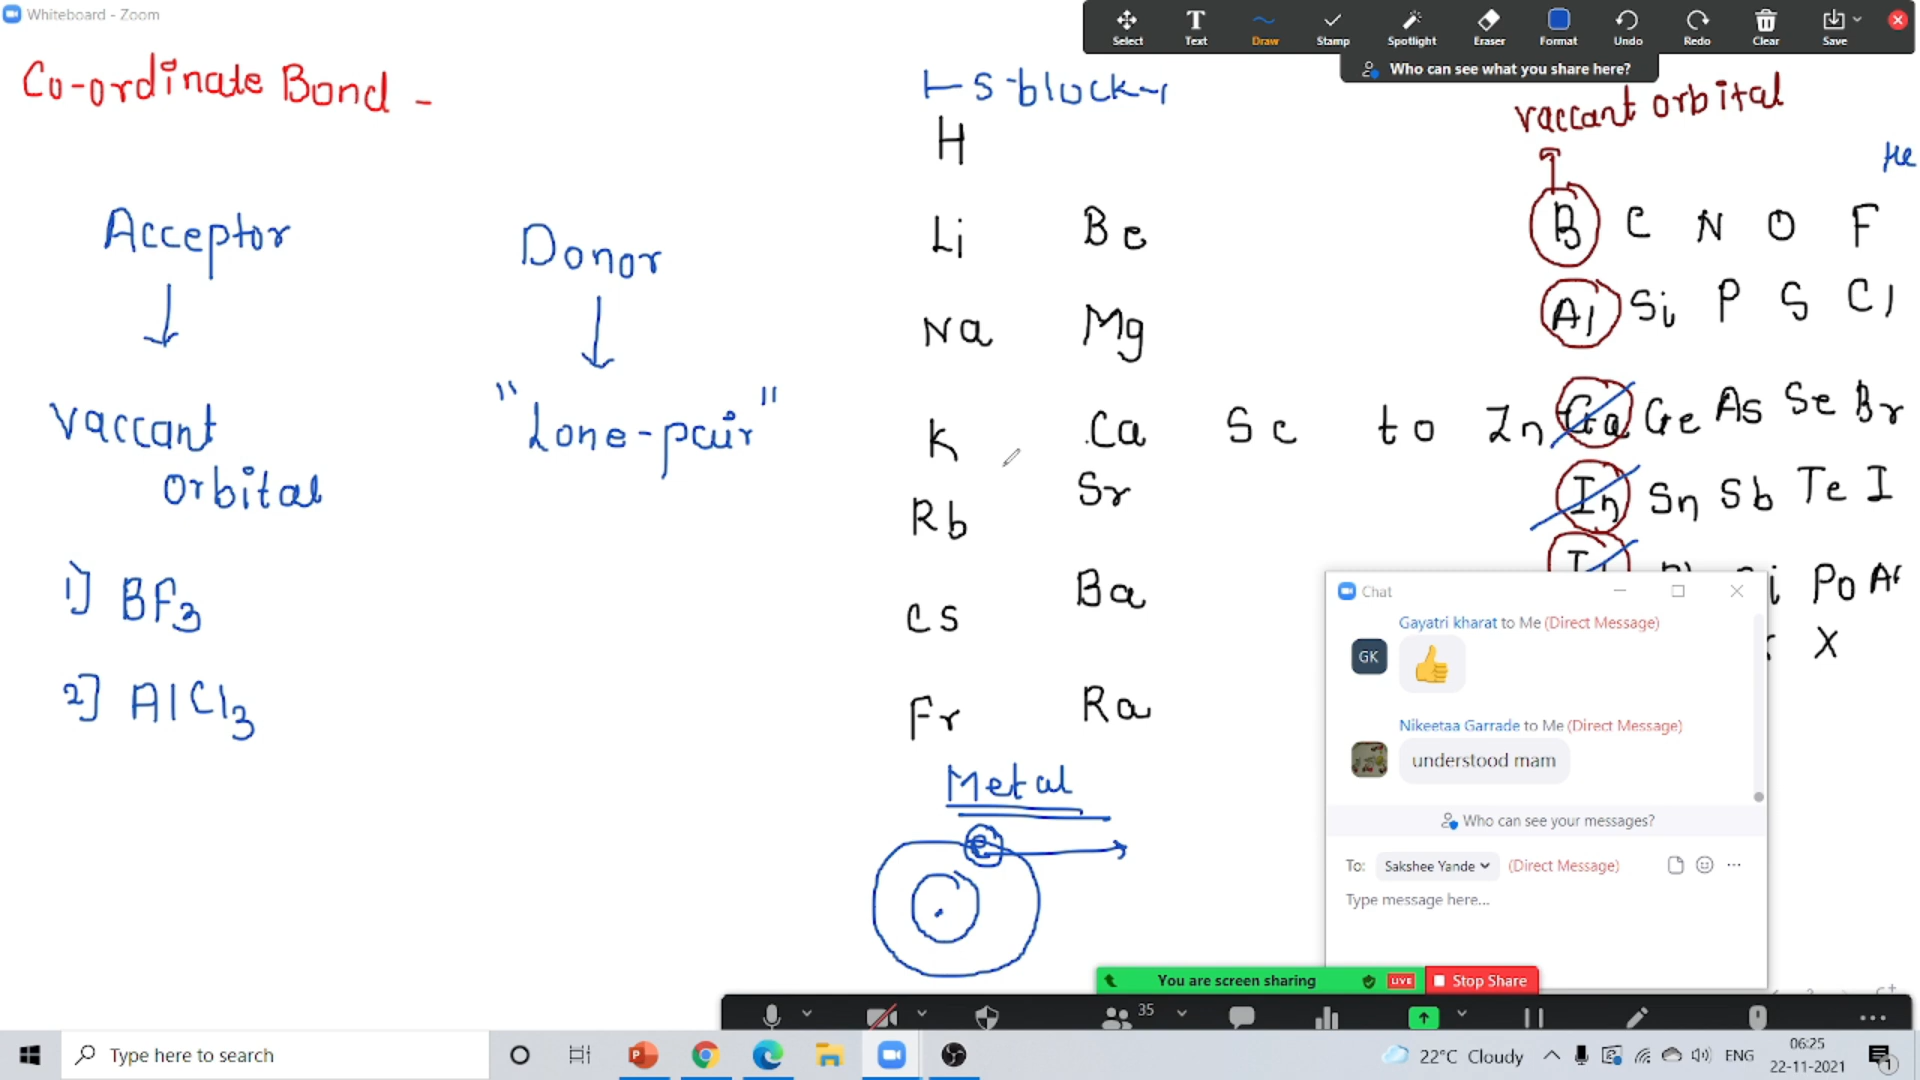 Whiteboard - Zoom
Select Text Draw Stamp Spotlight Eraser Format Undo Redo Clear Save
Who can see what you share here?
Co-ordinate Bond -
Acceptor
Donor
vaccant
orbital
"Lone-pair"
1] BF3
2] AlCl3
s-block
H
Li Be
Na Mg
K Ca Sc to Zn Ga Ge As Se Br
Rb Sr
Cs Ba
Fr Ra
Metal
e
vaccant orbital
He
B C N O F
Al Si P S Cl
In Sn Sb Te I
Po At
X
Chat
Gayatri kharat to Me (Direct Message)
GK
Nikeetaa Garrade to Me (Direct Message)
understood mam
Who can see your messages?
To: Sakshee Yande (Direct Message)
Type message here...
You are screen sharing LIVE Stop Share
35
Type here to search
22°C Cloudy
ENG
06:25
22-11-2021
1